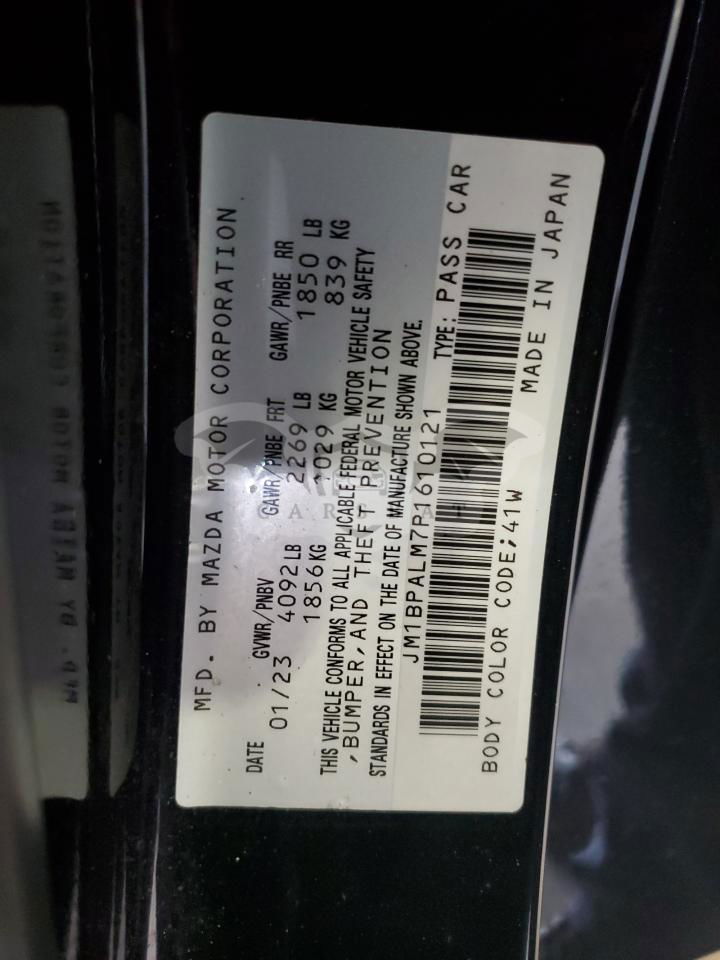 MFD. BY MAZDA MOTOR CORPORATION
DATE GVWR/PNBV GAWR/PNBE FRT GAWR/PNBE RR
01/23 4092LB 2269 LB 1850 LB
1856KG 1029 KG 839 KG
THIS VEHICLE CONFORMS TO ALL APPLICABLE FEDERAL MOTOR VEHICLE SAFETY
,BUMPER,AND THEFT PREVENTION
STANDARDS IN EFFECT ON THE DATE OF MANUFACTURE SHOWN ABOVE.
JM1BPALM7P1610121 TYPE: PASS CAR
BODY COLOR CODE;41W MADE IN JAPAN